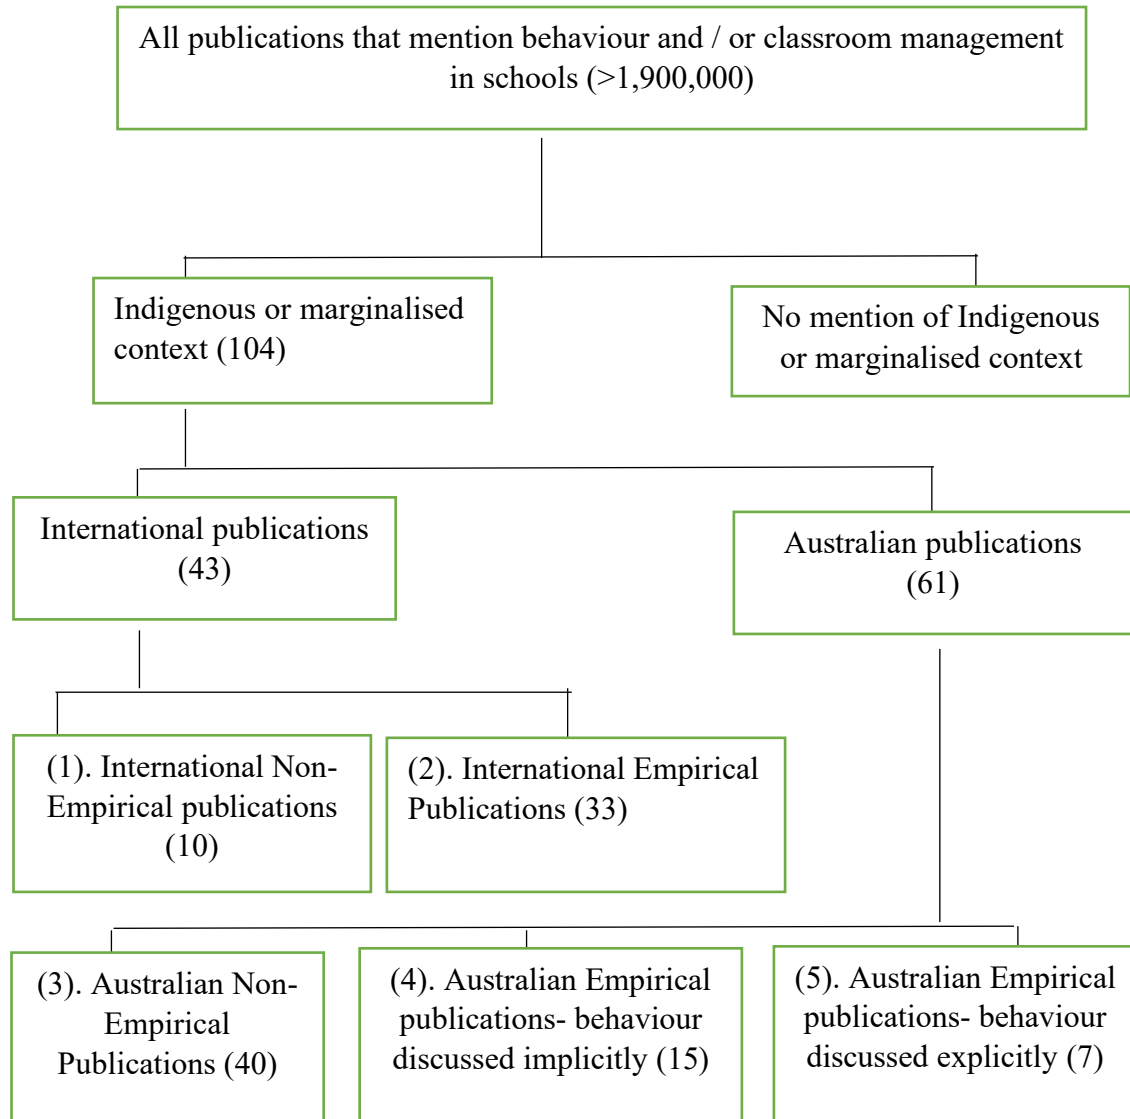 All publications that mention behaviour and / or classroom management
in schools (>1,900,000)
Indigenous or marginalised
context (104)
No mention of Indigenous
or marginalised context
International publications
(43)
Australian publications
(61)
(1). International Non-
Empirical publications
(10)
(2). International Empirical
Publications (33)
(3). Australian Non-
Empirical
Publications (40)
(4). Australian Empirical
publications- behaviour
discussed implicitly (15)
(5). Australian Empirical
publications- behaviour
discussed explicitly (7)